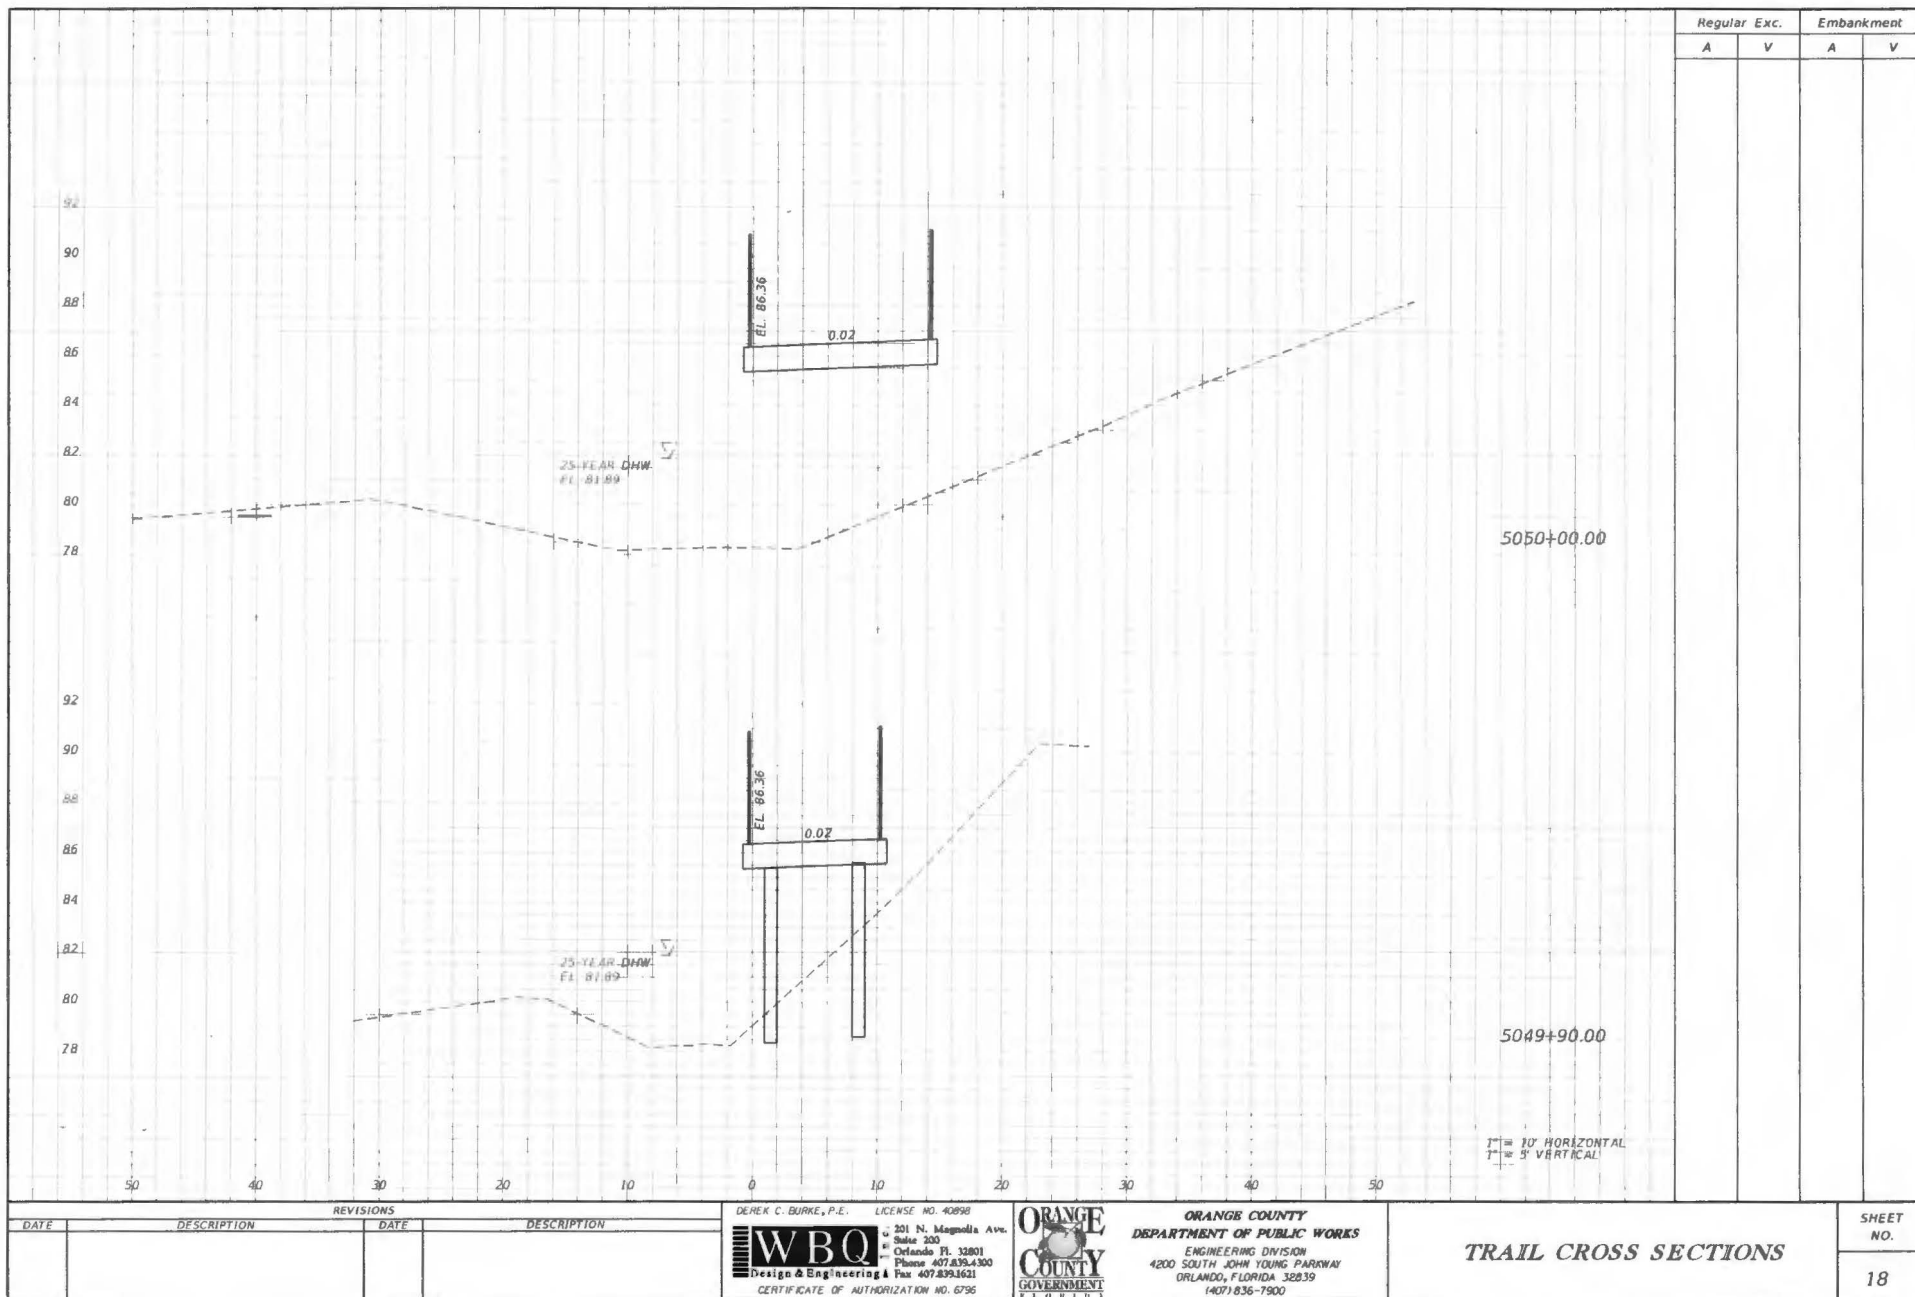 Regular Exc. Embankment
A V A V
92
90
88
86
84
82
80
78
EL. 86.36
0.02
25-YEAR DHW
EL 81.89
5050+00.00
92
90
88
86
84
82
80
78
EL. 86.36
0.02
25-YEAR DHW
EL 81.89
5049+90.00
1" = 10' HORIZONTAL
1" = 5' VERTICAL
50 40 30 20 10 0 10 20 30 40 50
REVISIONS
DATE DESCRIPTION DATE DESCRIPTION
DEREK C. BURKE, P.E. LICENSE NO. 40898
WBQ
Design & Engineering
201 N. Magnolia Ave.
Suite 200
Orlando Fl. 32801
Phone 407.839.4300
Fax 407.839.1621
CERTIFICATE OF AUTHORIZATION NO. 6796
ORANGE
COUNTY
GOVERNMENT
FLORIDA
ORANGE COUNTY
DEPARTMENT OF PUBLIC WORKS
ENGINEERING DIVISION
4200 SOUTH JOHN YOUNG PARKWAY
ORLANDO, FLORIDA 32839
(407) 836-7900
TRAIL CROSS SECTIONS
SHEET
NO.
18